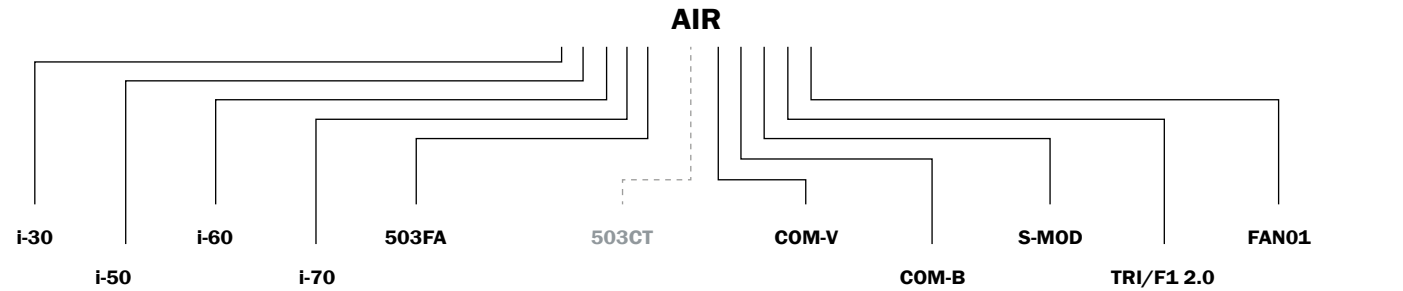 AIR
i-30
i-60
503FA
503CT
COM-V
S-MOD
FAN01
i-50
i-70
COM-B
TRI/F1 2.0